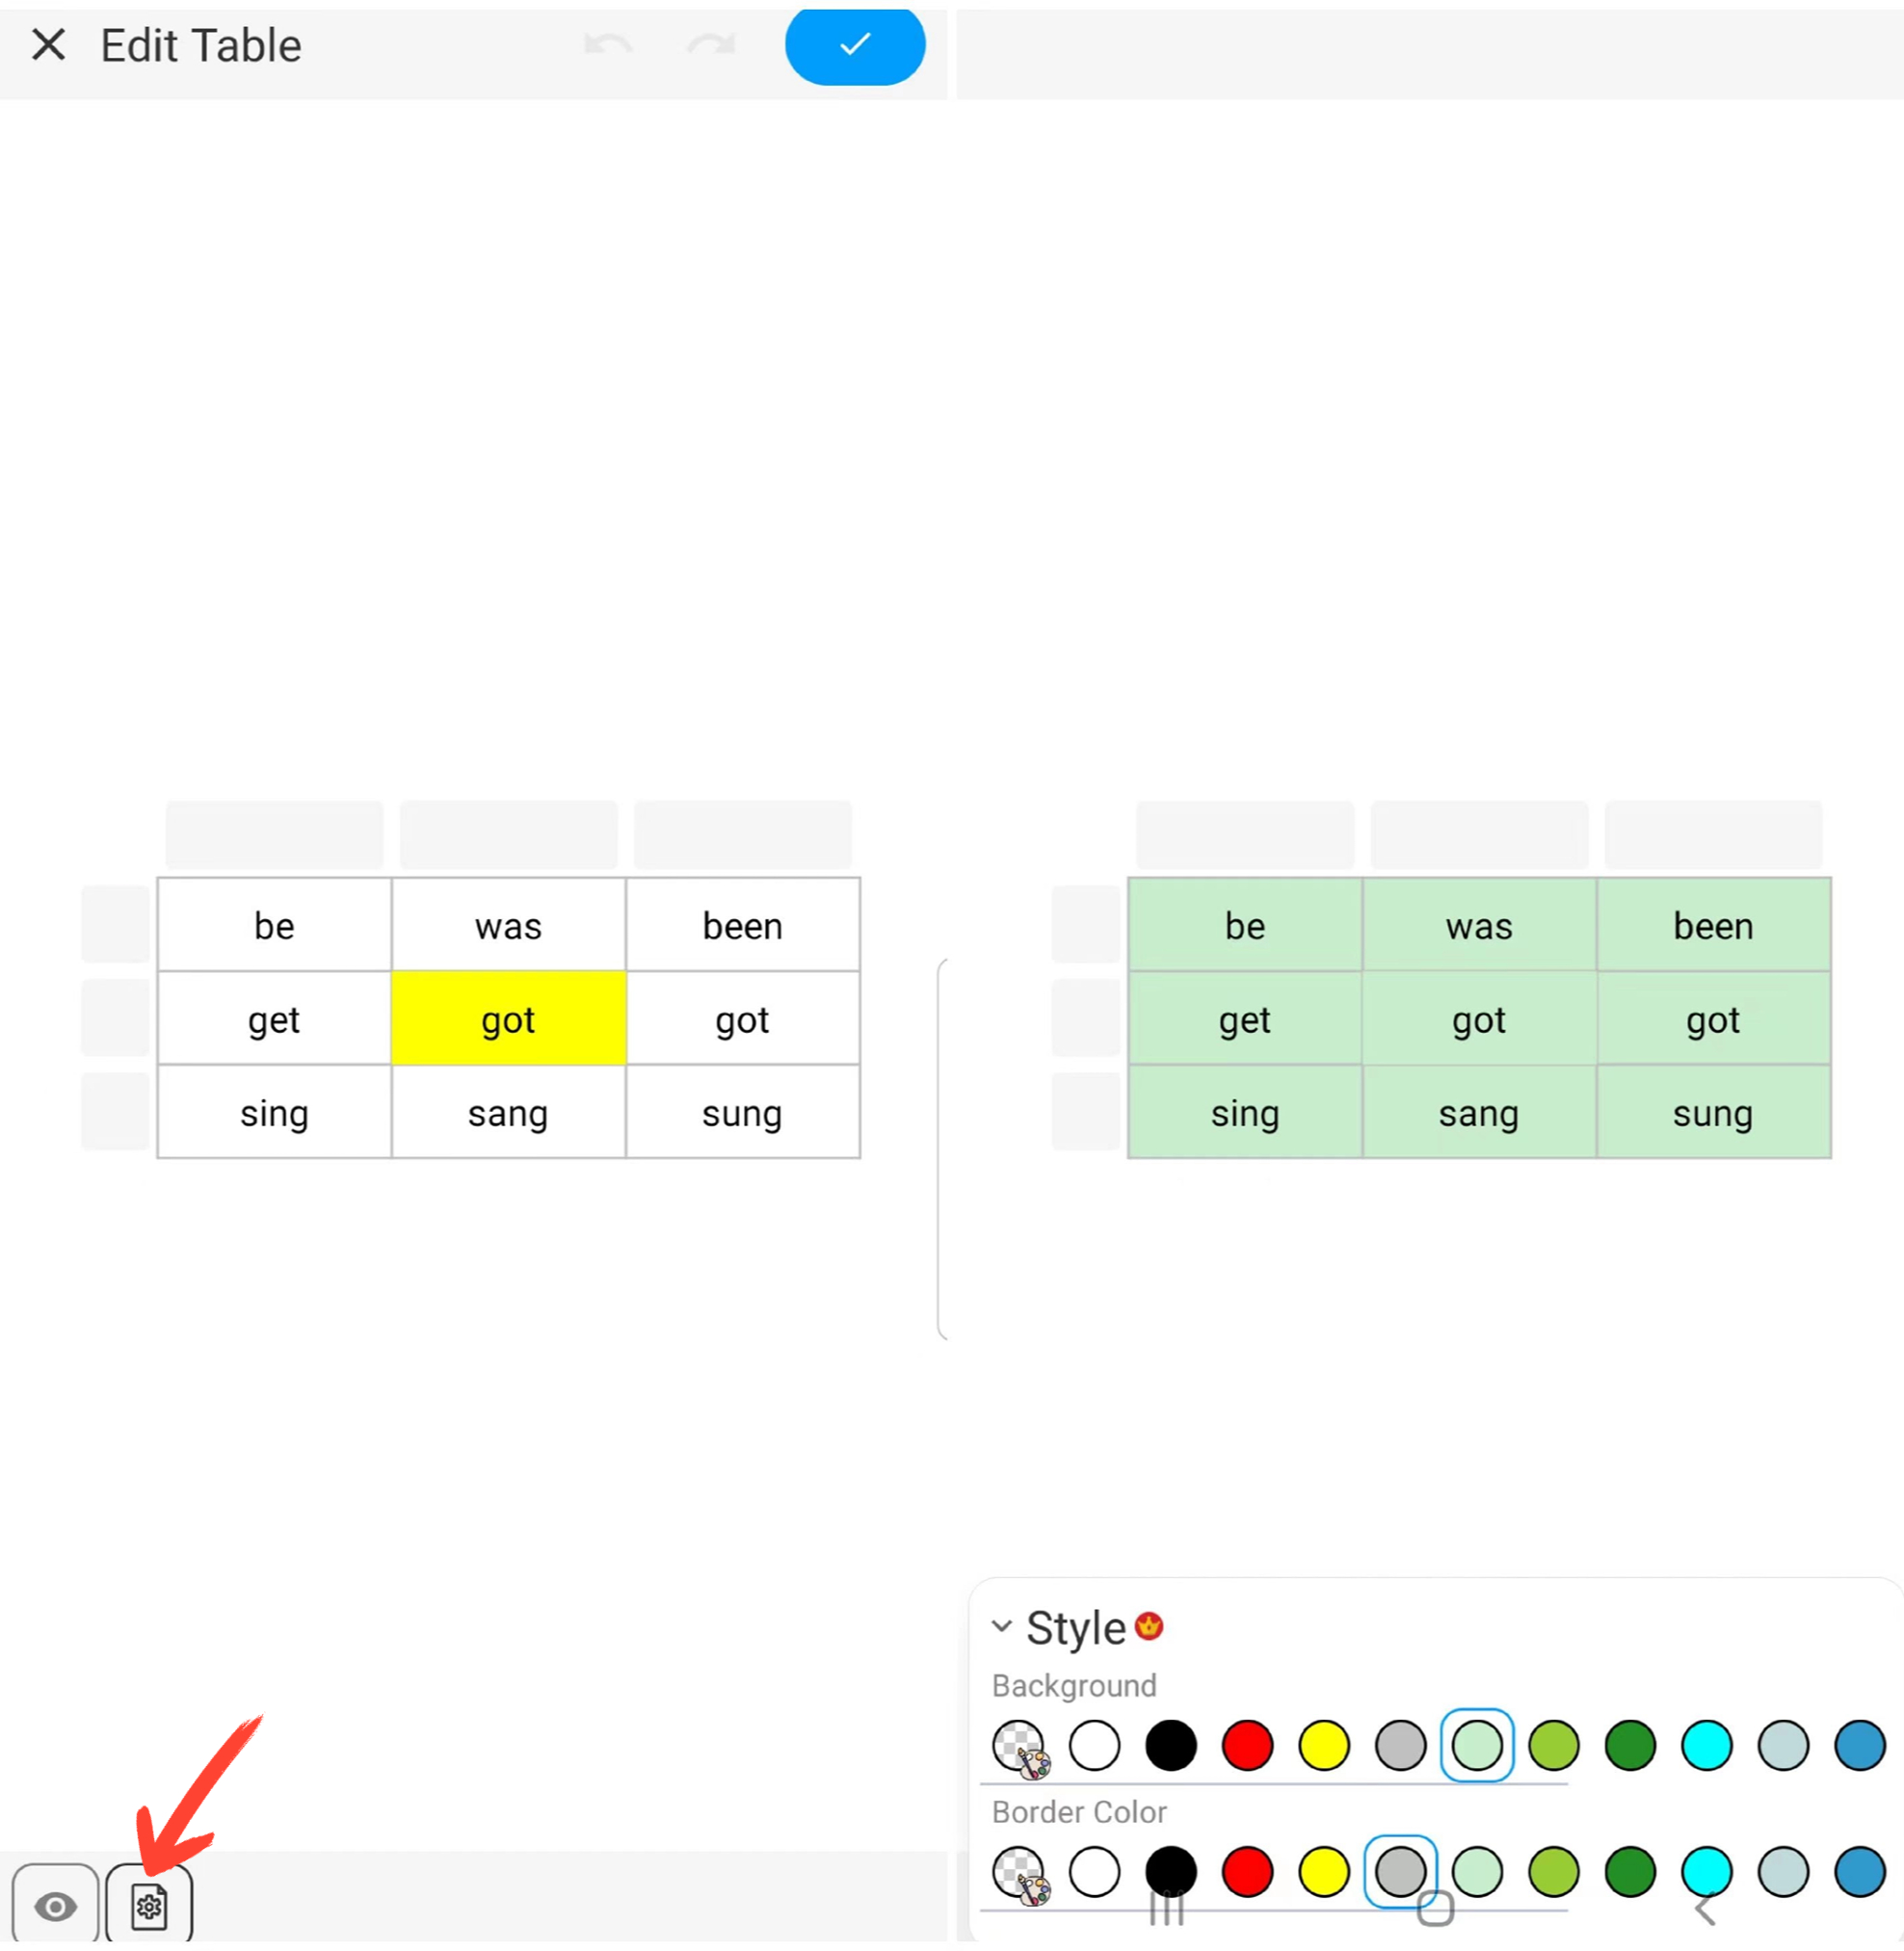 Edit Table
be was been
get got got
sing sang sung
be was been
get got got
sing sang sung
Style
Background
Border Color